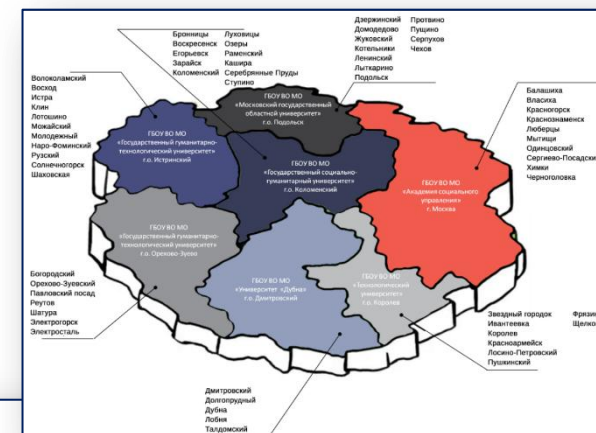 Бронницы
Воскресенск
Егорьевск
Зарайск
Коломенский
Луховицы
Озеры
Раменский
Кашира
Серебрянные Пруды
Ступино
Дзержинский
Домодедово
Жуковский
Котельники
Ленинский
Лыткарино
Подольск
Протвино
Пущино
Серпухов
Чехов
Волоколамский
Восход
Истра
Клин
Лотошино
Можайский
Молодежный
Наро-Фоминский
Рузский
Солнечногорск
Шаховская
Балашиха
Власиха
Красногорск
Краснознаменск
Люберцы
Мытищи
Одинцовский
Сергиево-Посадский
Химки
Черноголовка
ГБОУ ВО МО
«Московский государственный
областной университет»
г.о. Подольск
ГБОУ ВО МО
«Государственный гуманитарно-
технологический университет»
г.о. Истринский
ГБОУ ВО МО
«Государственный социально-
гуманитарный университет»
г.о. Коломенский
ГБОУ ВО МО
«Академия социального
управления»
г. Москва
ГБОУ ВО МО
«Государственный гуманитарно-
технологический университет»
г.о. Орехово-Зуево
ГБОУ ВО МО
«Университет «Дубна»
г.о. Дмитровский
ГБОУ ВО МО
«Технологический
университет»
г.о. Королев
Богородский
Орехово-Зуевский
Павловский посад
Реутов
Шатура
Электрогорск
Электросталь
Звездный городок
Ивантеевка
Королев
Красноармейск
Лосино-Петровский
Пушкинский
Дмитровский
Долгопрудный
Дубна
Лобня
Талдомский